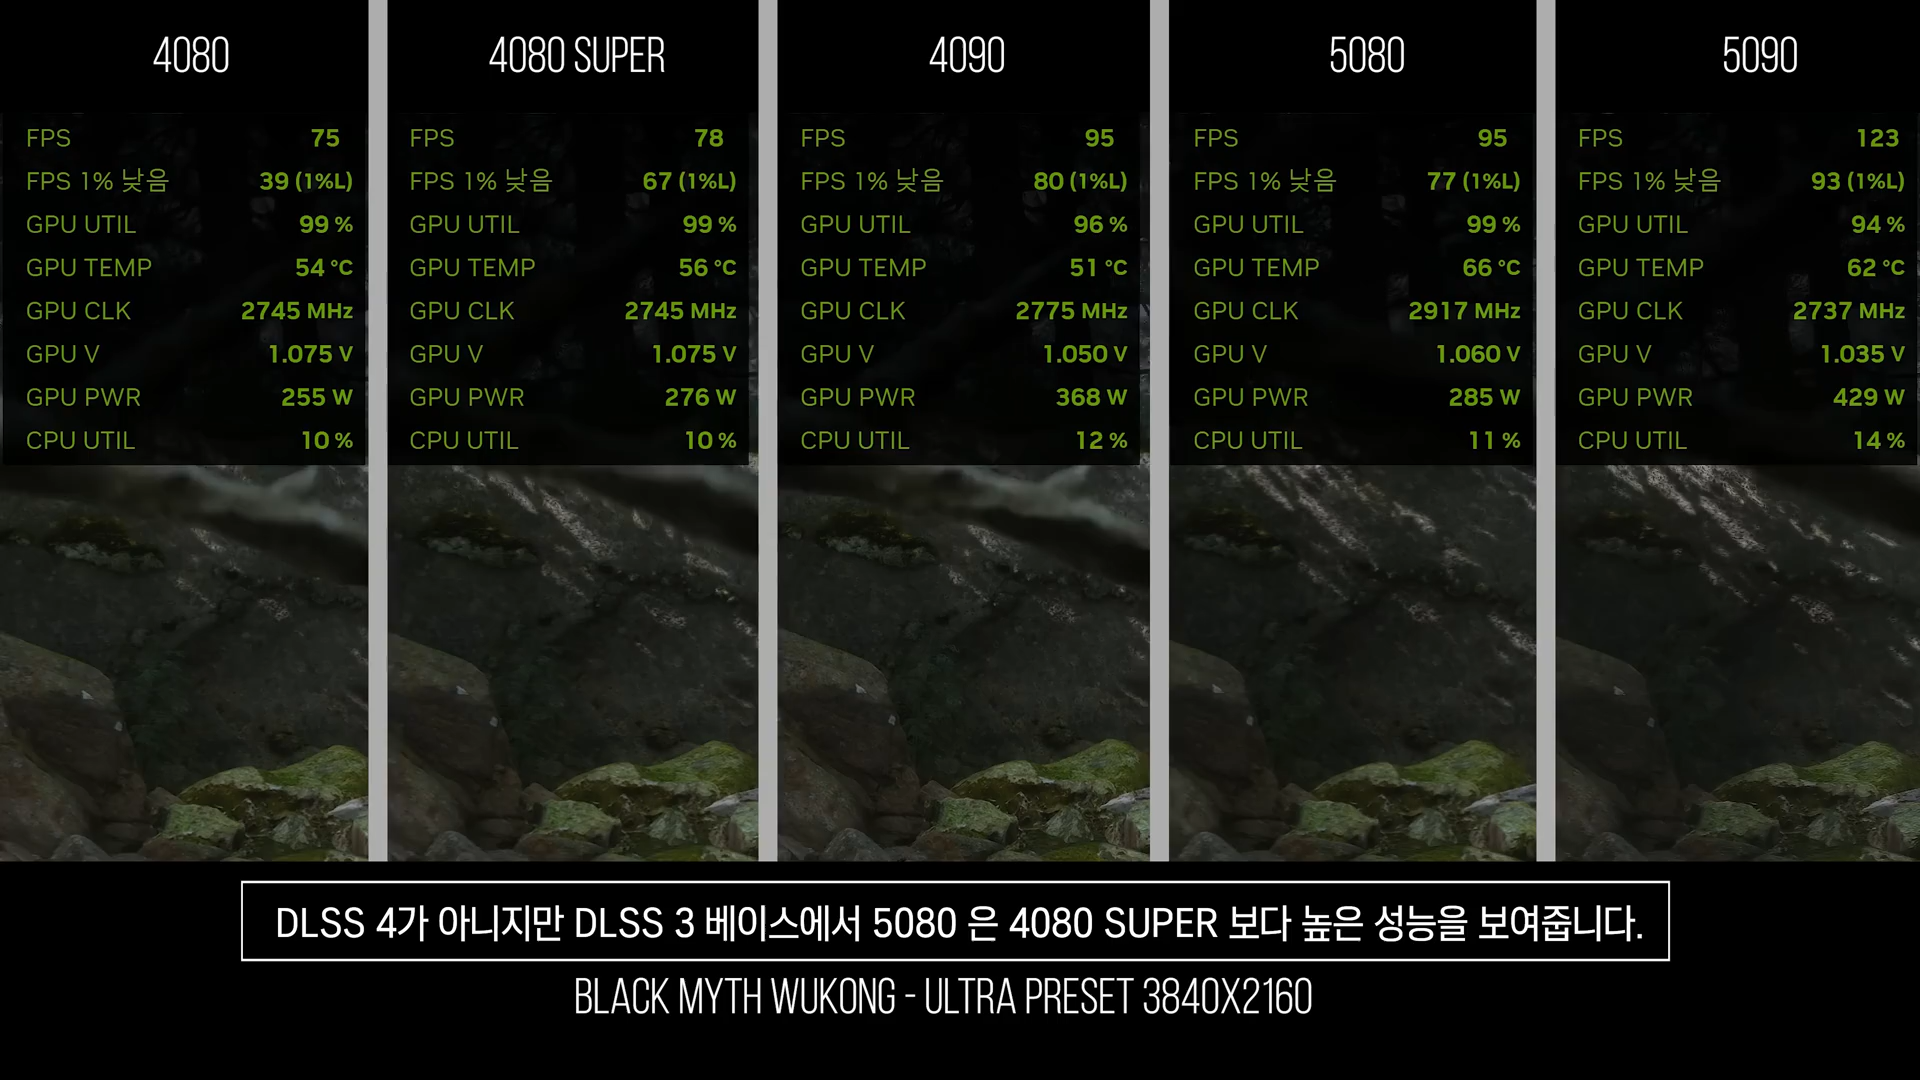 4080
FPS 75
FPS 1% 낮음 39 (1%L)
GPU UTIL 99 %
GPU TEMP 54 °C
GPU CLK 2745 MHz
GPU V 1.075 V
GPU PWR 255 W
CPU UTIL 10 %
4080 SUPER
FPS 78
FPS 1% 낮음 67 (1%L)
GPU UTIL 99 %
GPU TEMP 56 °C
GPU CLK 2745 MHz
GPU V 1.075 V
GPU PWR 276 W
CPU UTIL 10 %
4090
FPS 95
FPS 1% 낮음 80 (1%L)
GPU UTIL 96 %
GPU TEMP 51 °C
GPU CLK 2775 MHz
GPU V 1.050 V
GPU PWR 368 W
CPU UTIL 12 %
5080
FPS 95
FPS 1% 낮음 77 (1%L)
GPU UTIL 99 %
GPU TEMP 66 °C
GPU CLK 2917 MHz
GPU V 1.060 V
GPU PWR 285 W
CPU UTIL 11 %
5090
FPS 123
FPS 1% 낮음 93 (1%L)
GPU UTIL 94 %
GPU TEMP 62 °C
GPU CLK 2737 MHz
GPU V 1.035 V
GPU PWR 429 W
CPU UTIL 14 %
DLSS 4가 아니지만 DLSS 3 베이스에서 5080 은 4080 SUPER 보다 높은 성능을 보여줍니다.
BLACK MYTH WUKONG - ULTRA PRESET 3840X2160